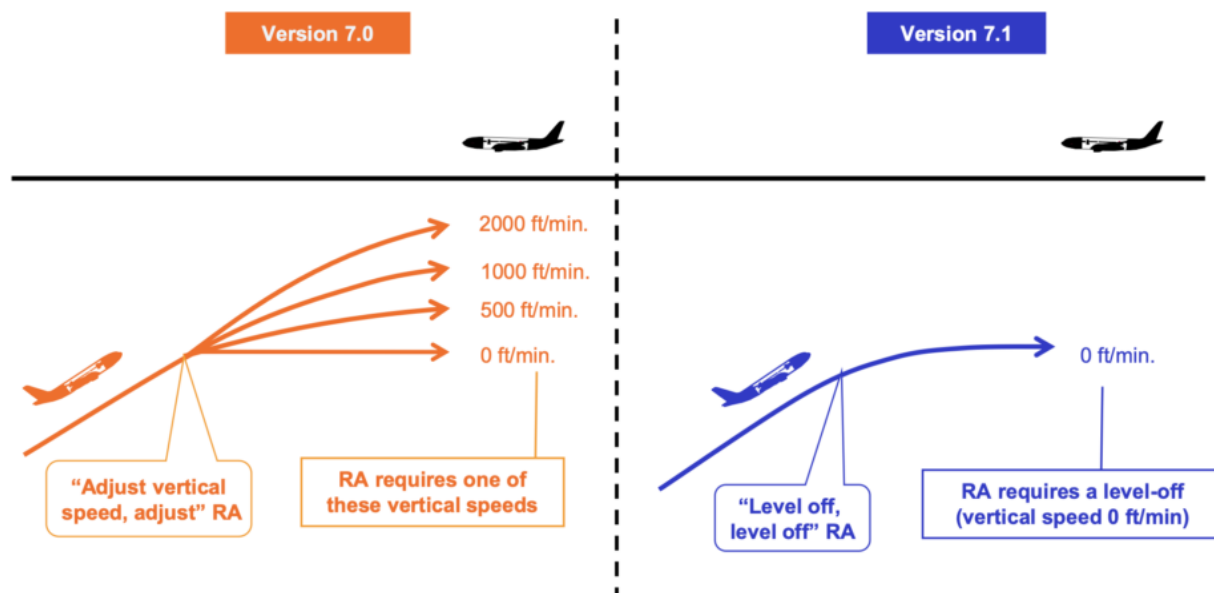 Version 7.0
2000 ft/min.
1000 ft/min.
500 ft/min.
0 ft/min.
“Adjust vertical
speed, adjust” RA
RA requires one of
these vertical speeds
Version 7.1
0 ft/min.
“Level off,
level off” RA
RA requires a level-off
(vertical speed 0 ft/min)